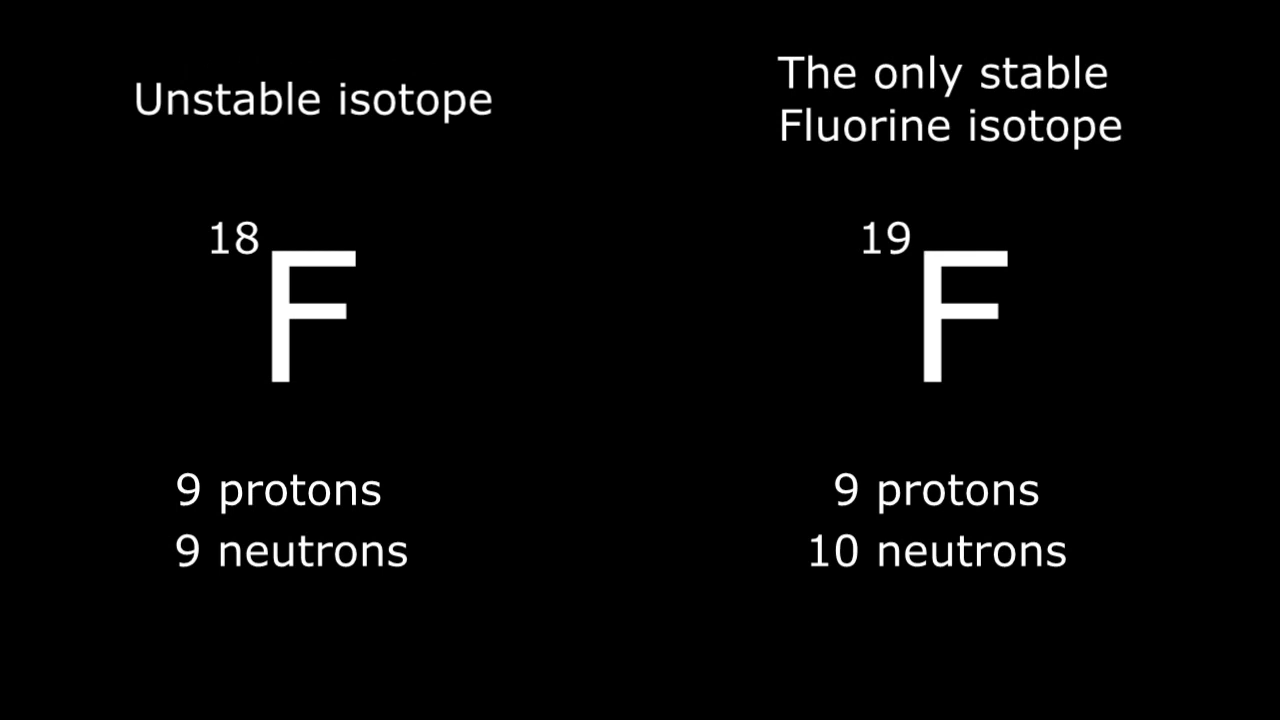 Unstable isotope
18
F
9 protons
9 neutrons
The only stable
Fluorine isotope
19
F
9 protons
10 neutrons